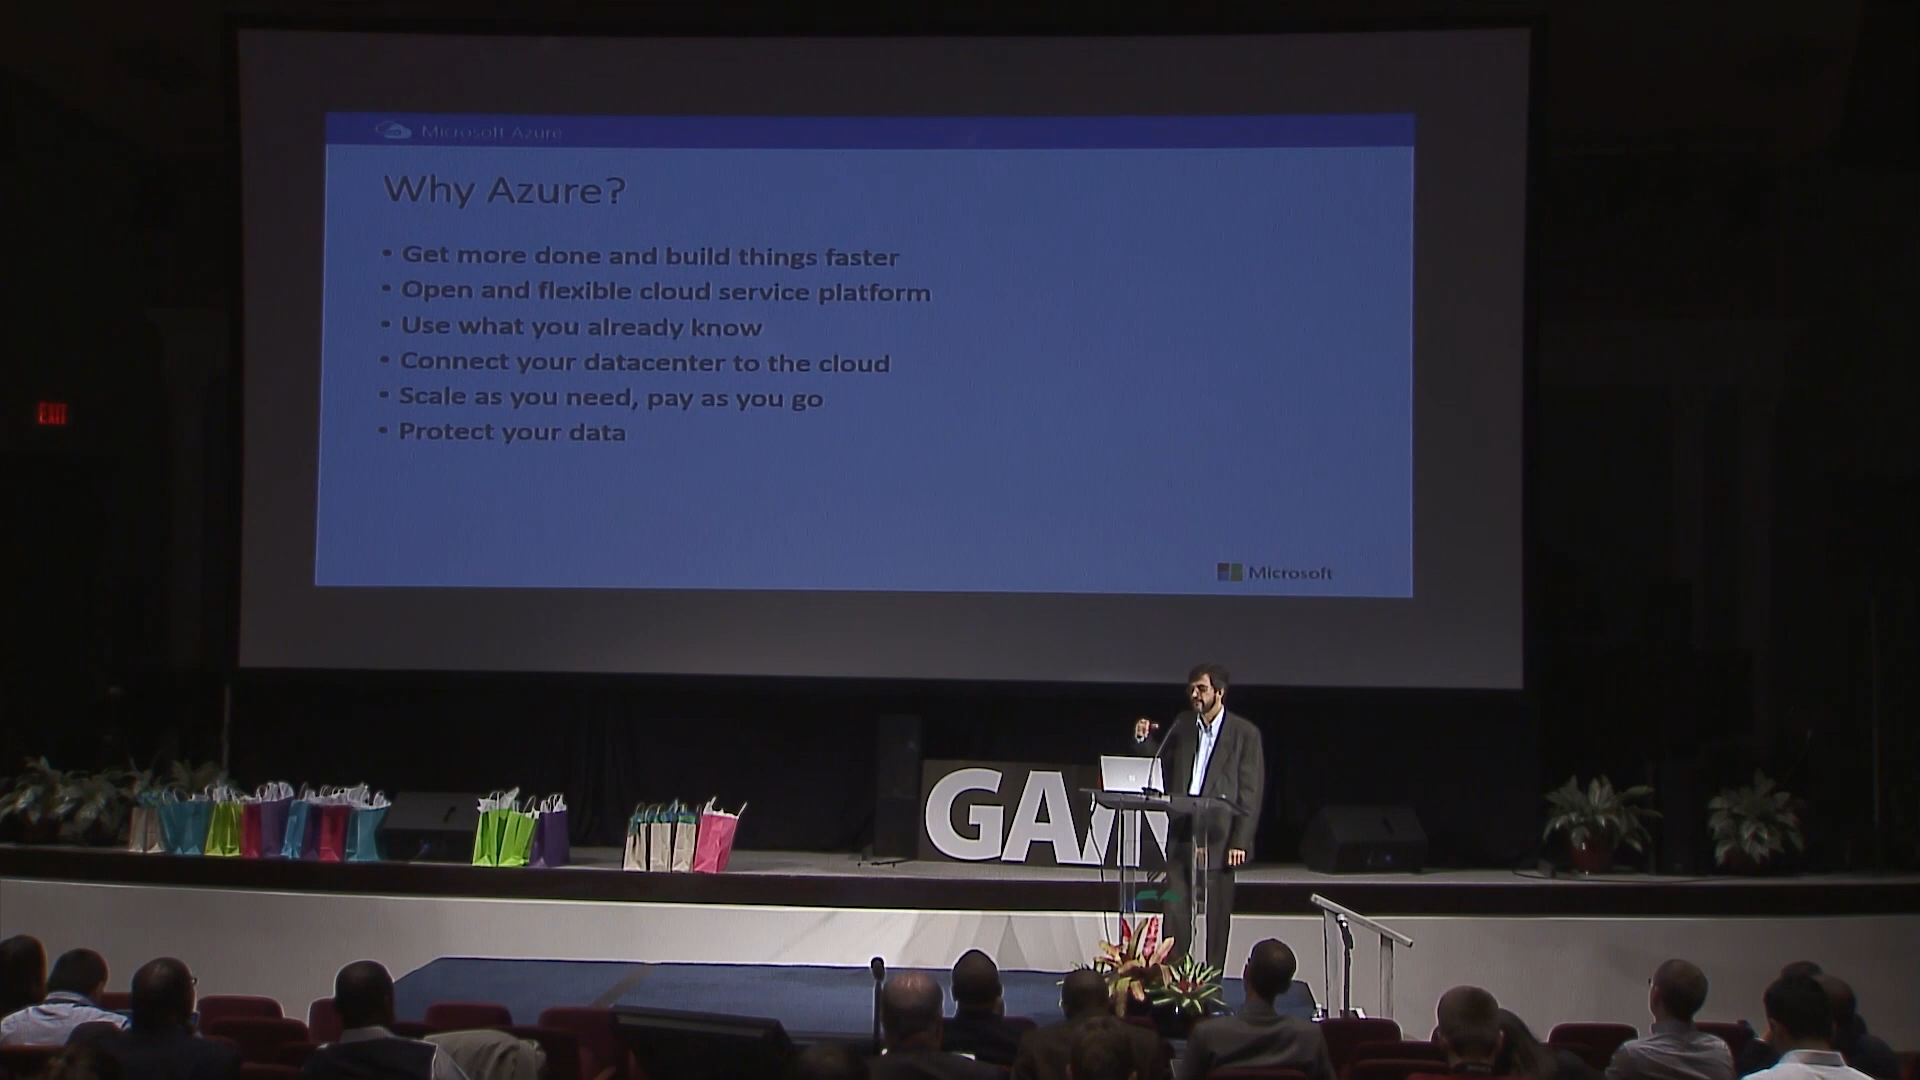 Microsoft Azure
Why Azure?
• Get more done and build things faster
• Open and flexible cloud service platform
• Use what you already know
• Connect your datacenter to the cloud
• Scale as you need, pay as you go
• Protect your data
Microsoft
EXIT
GA